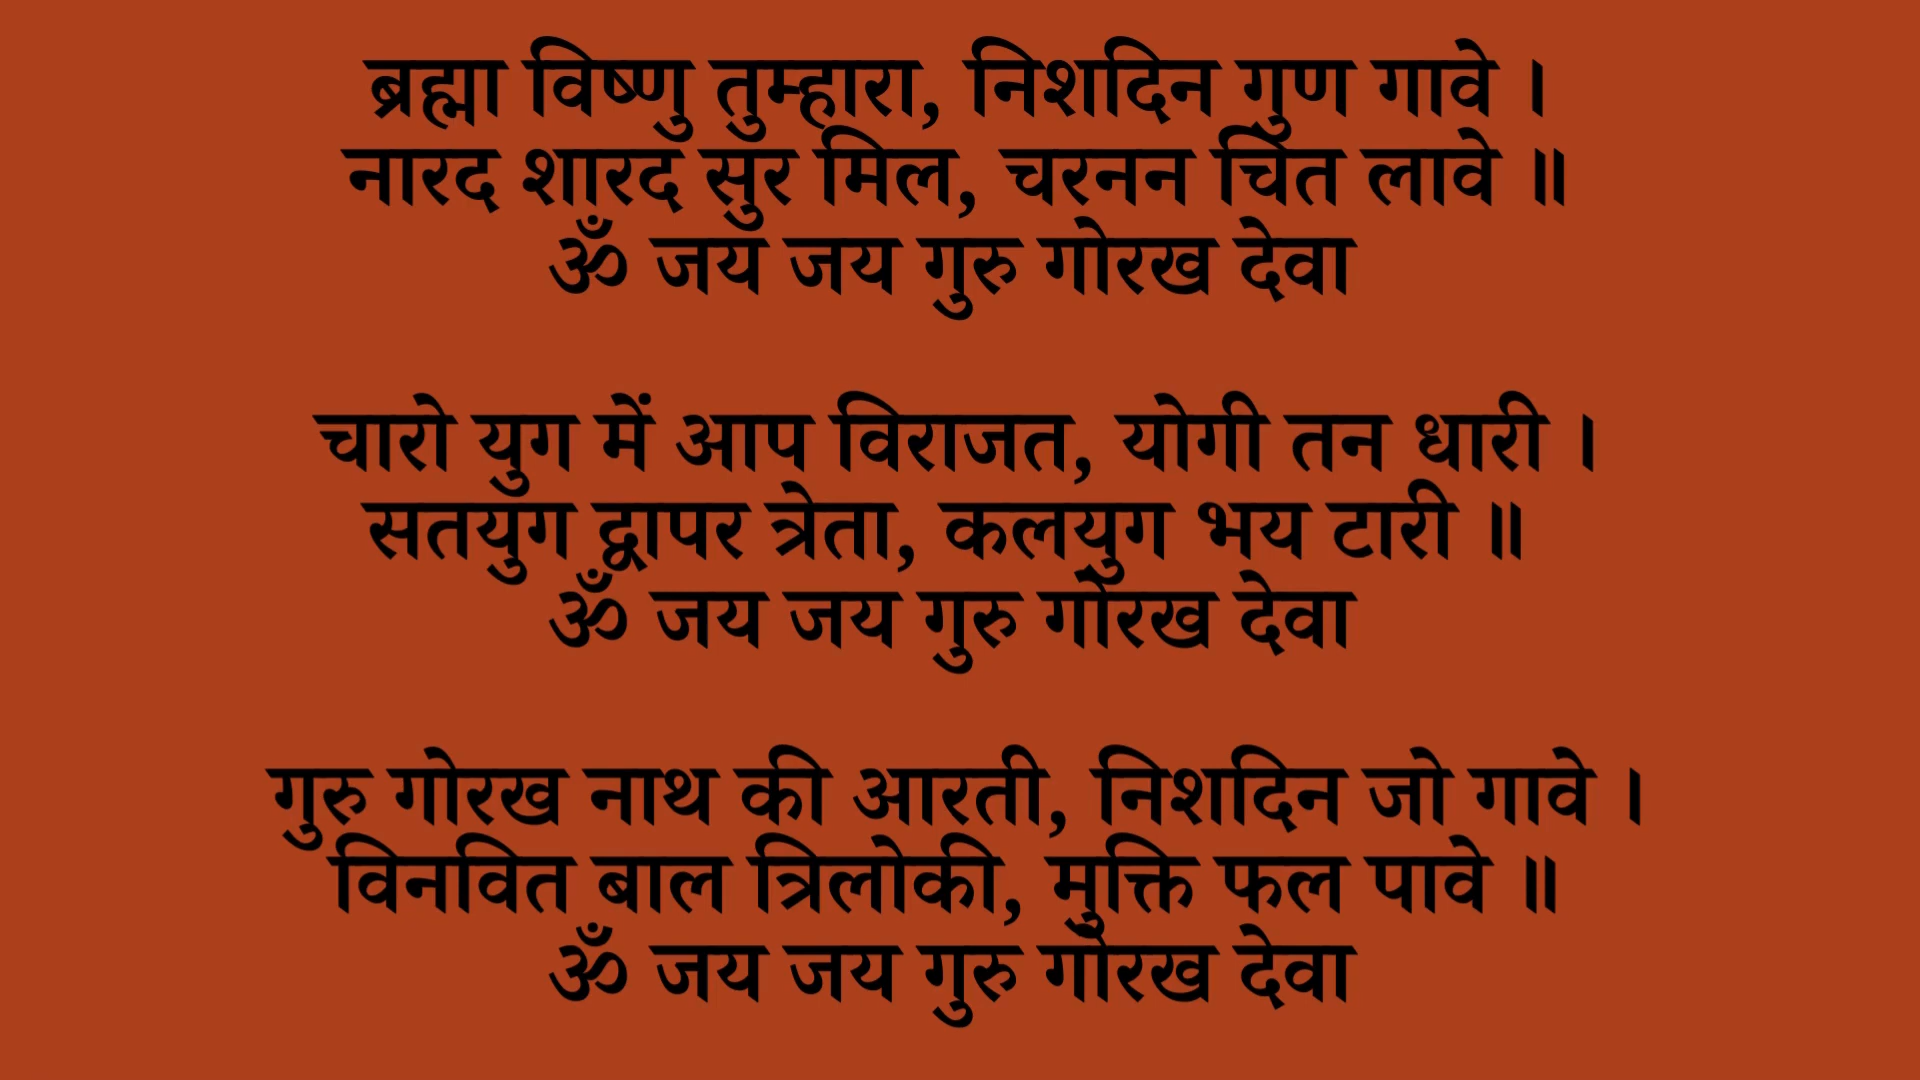 ब्रह्मा विष्णु तुम्हारा, निशदिन गुण गावे ।
नारद शारद सुर मिल, चरनन चित लावे ॥
ॐ जय जय गुरु गोरख देवा
चारो युग में आप विराजत, योगी तन धारी ।
सतयुग द्वापर त्रेता, कलयुग भय टारी ॥
ॐ जय जय गुरु गोरख देवा
गुरु गोरख नाथ की आरती, निशदिन जो गावे ।
विनवित बाल त्रिलोकी, मुक्ति फल पावे ॥
ॐ जय जय गुरु गोरख देवा